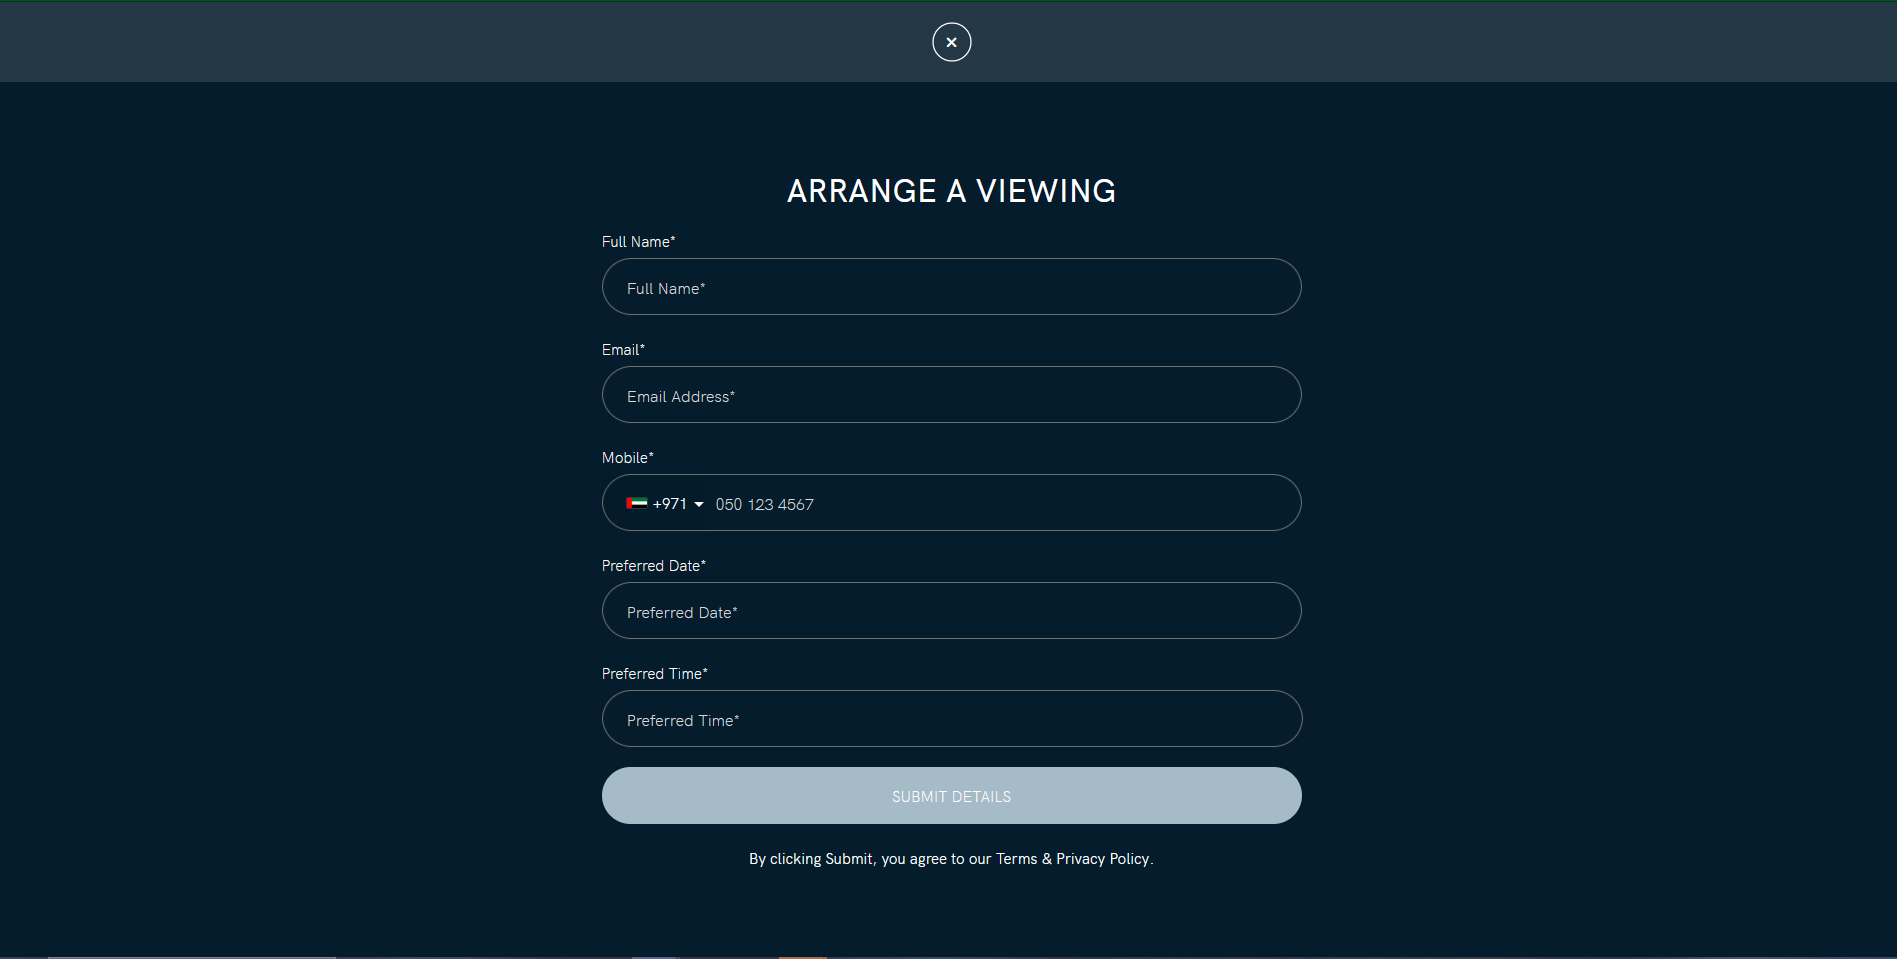 ARRANGE A VIEWING
Full Name*
Full Name*
Email*
Email Address*
Mobile*
+971 050 123 4567
Preferred Date*
Preferred Date*
Preferred Time*
Preferred Time*
SUBMIT DETAILS
By clicking Submit, you agree to our Terms & Privacy Policy.